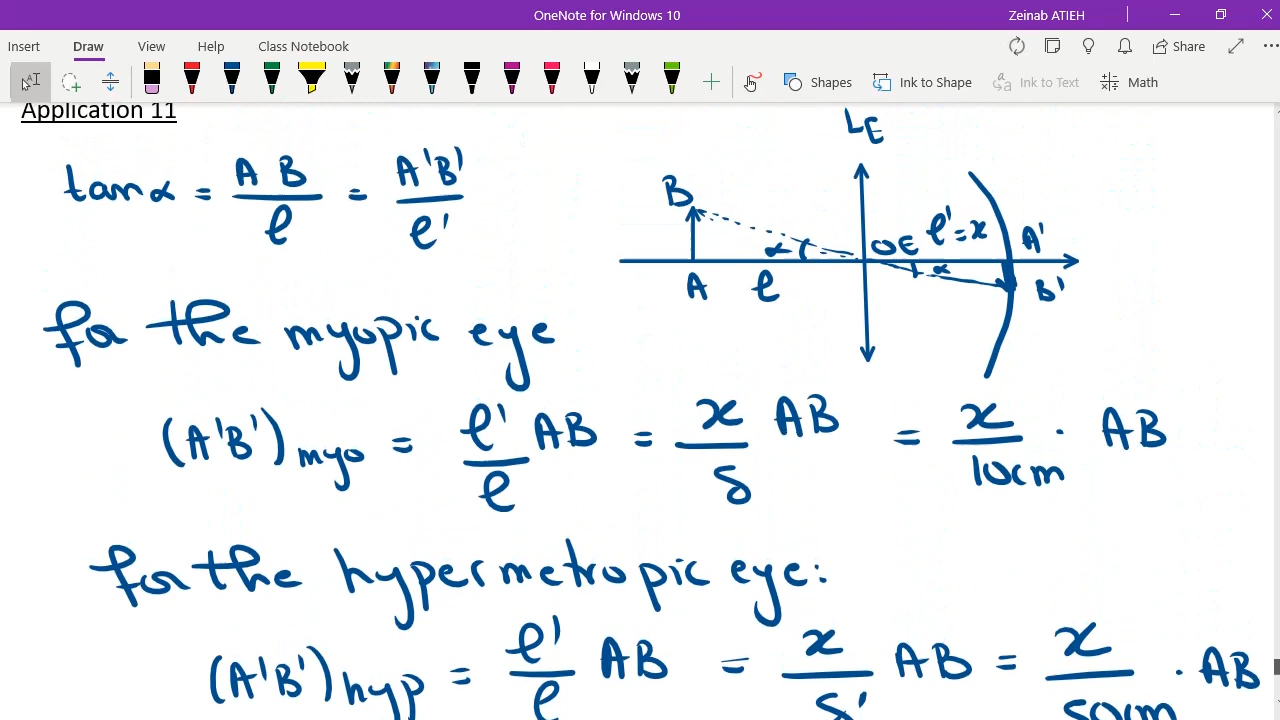 OneNote for Windows 10
Zeinab ATIEH
Insert Draw View Help Class Notebook Share
Shapes Ink to Shape Ink to Text Math
Application 11
tan α = AB/ℓ = A'B'/ℓ'
LE
B
α
OE ℓ'=x A'
α
A ℓ B'
for the myopic eye
(A'B')myo = ℓ'/ℓ AB = x/δ AB = x/10cm · AB
for the hypermetropic eye:
(A'B')hyp = ℓ'/ℓ AB = x/δ' AB = x/50cm · AB